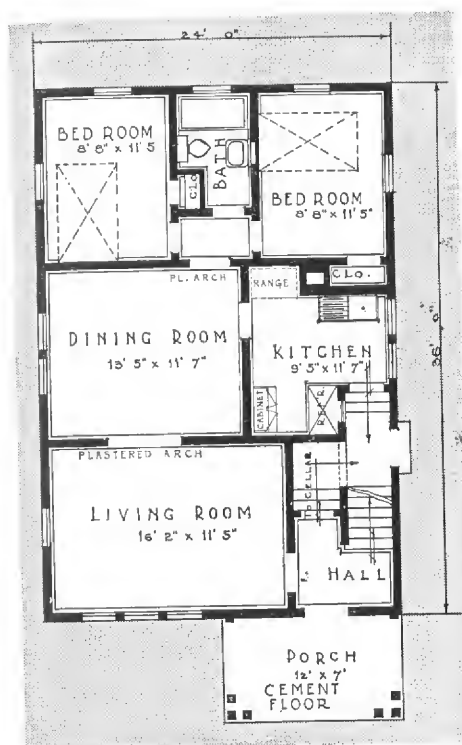 24' 0"
BED ROOM
8' 8" x 11' 5
CLO
BATH
BED ROOM
8' 8" x 11' 5"
PL. ARCH
RANGE
CLO.
DINING ROOM
13' 5" x 11' 7"
KITCHEN
9' 5" x 11' 7"
36' 0"
CABINET
REFR.
PLASTERED ARCH
TO CELLAR
LIVING ROOM
16' 2" x 11' 5"
HALL
PORCH
12' x 7'
CEMENT
FLOOR